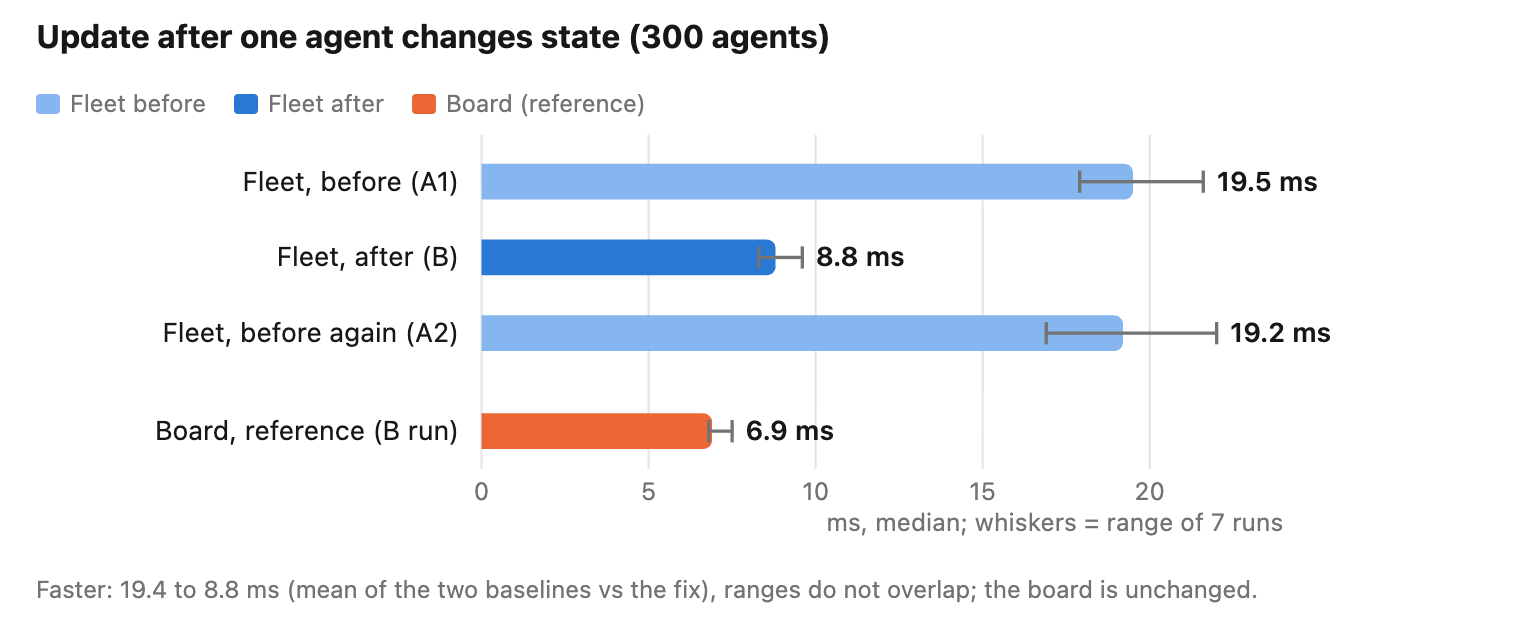 Update after one agent changes state (300 agents)
Fleet before Fleet after Board (reference)
Fleet, before (A1) 19.5 ms
Fleet, after (B) 8.8 ms
Fleet, before again (A2) 19.2 ms
Board, reference (B run) 6.9 ms
0 5 10 15 20
ms, median; whiskers = range of 7 runs
Faster: 19.4 to 8.8 ms (mean of the two baselines vs the fix), ranges do not overlap; the board is unchanged.